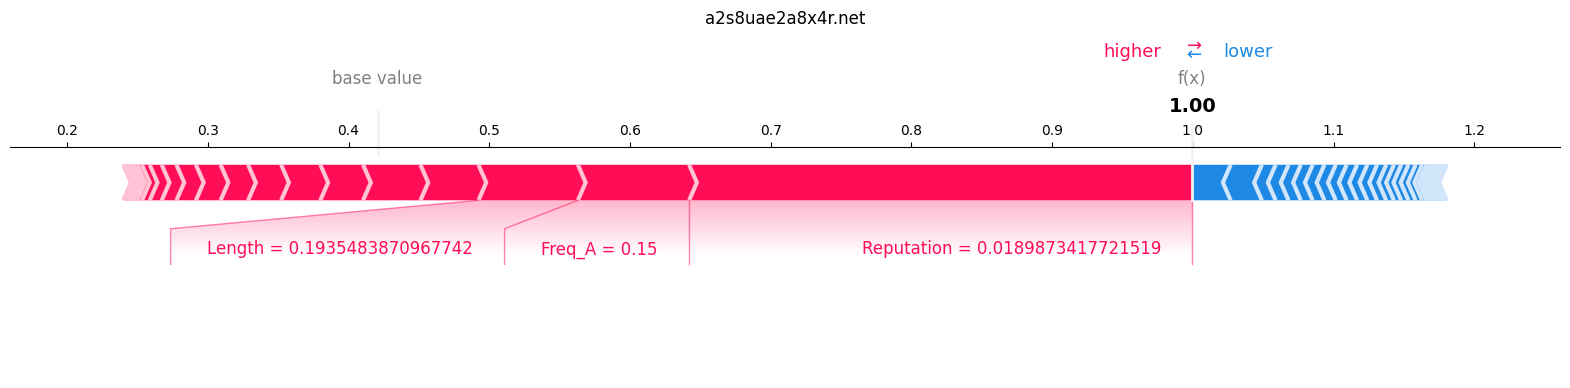 a2s8uae2a8x4r.net
higher → lower
←
base value f(x)
1.00
0.2 0.3 0.4 0.5 0.6 0.7 0.8 0.9 1.0 1.1 1.2
Length = 0.1935483870967742 Freq_A = 0.15 Reputation = 0.0189873417721519